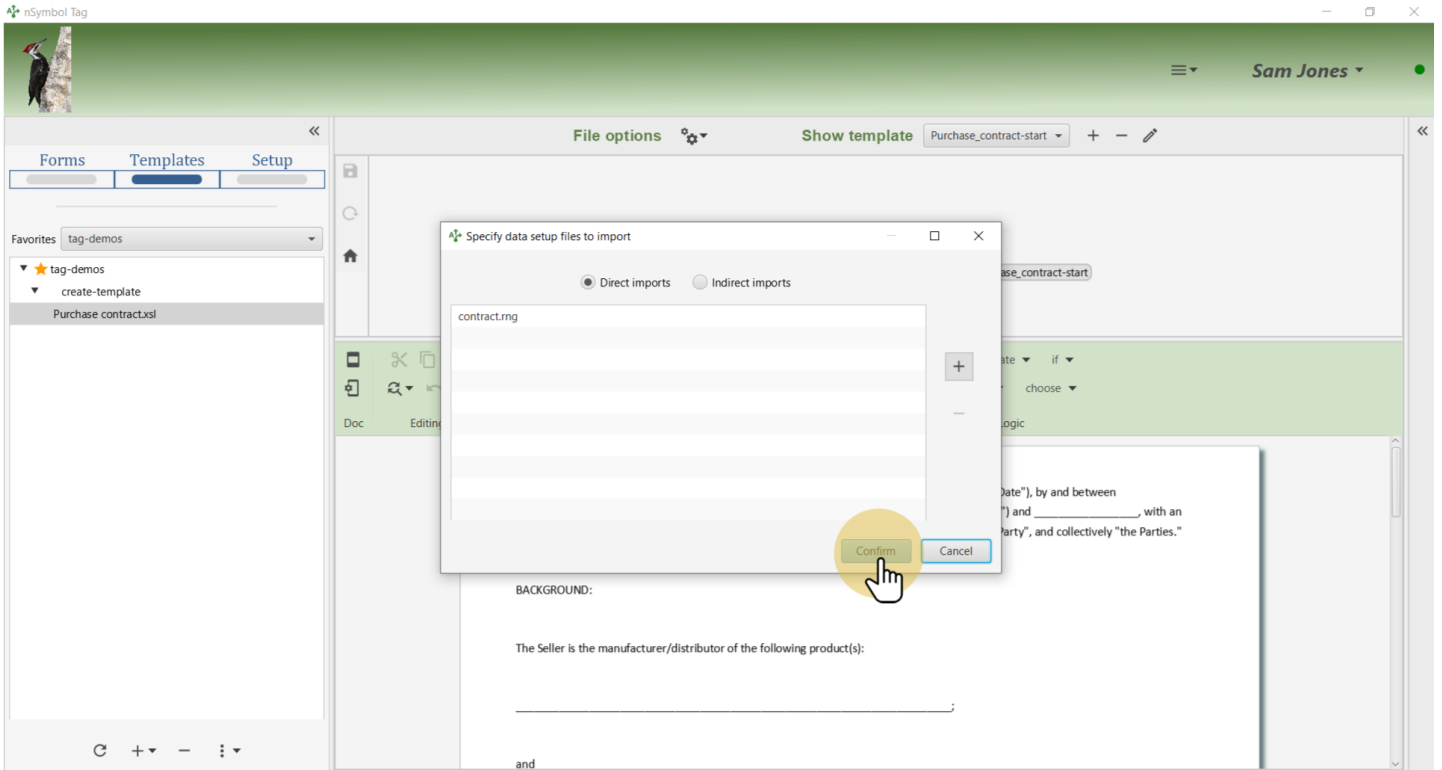 nSymbol Tag
Sam Jones
File options
Show template
Purchase_contract-start
Forms
Templates
Setup
Favorites
tag-demos
tag-demos
create-template
Purchase contract.xsl
Specify data setup files to import
Direct imports
Indirect imports
contract.rng
Confirm
Cancel
ase_contract-start
ate
if
choose
Doc
Editing
ogic
Date"), by and between
") and __________________, with an
Party", and collectively "the Parties."
BACKGROUND:
The Seller is the manufacturer/distributor of the following product(s):
______________________________________________________________________;
and